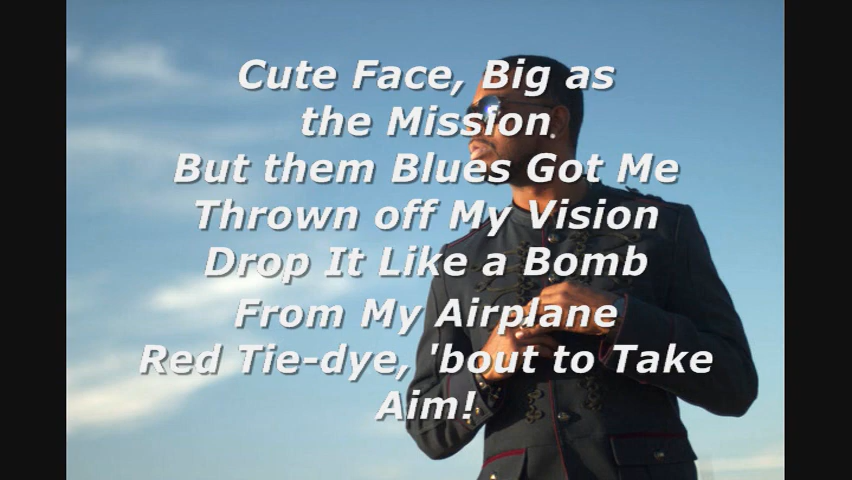 Cute Face, Big as
the Mission
But them Blues Got Me
Thrown off My Vision
Drop It Like a Bomb
From My Airplane
Red Tie-dye, 'bout to Take
Aim!